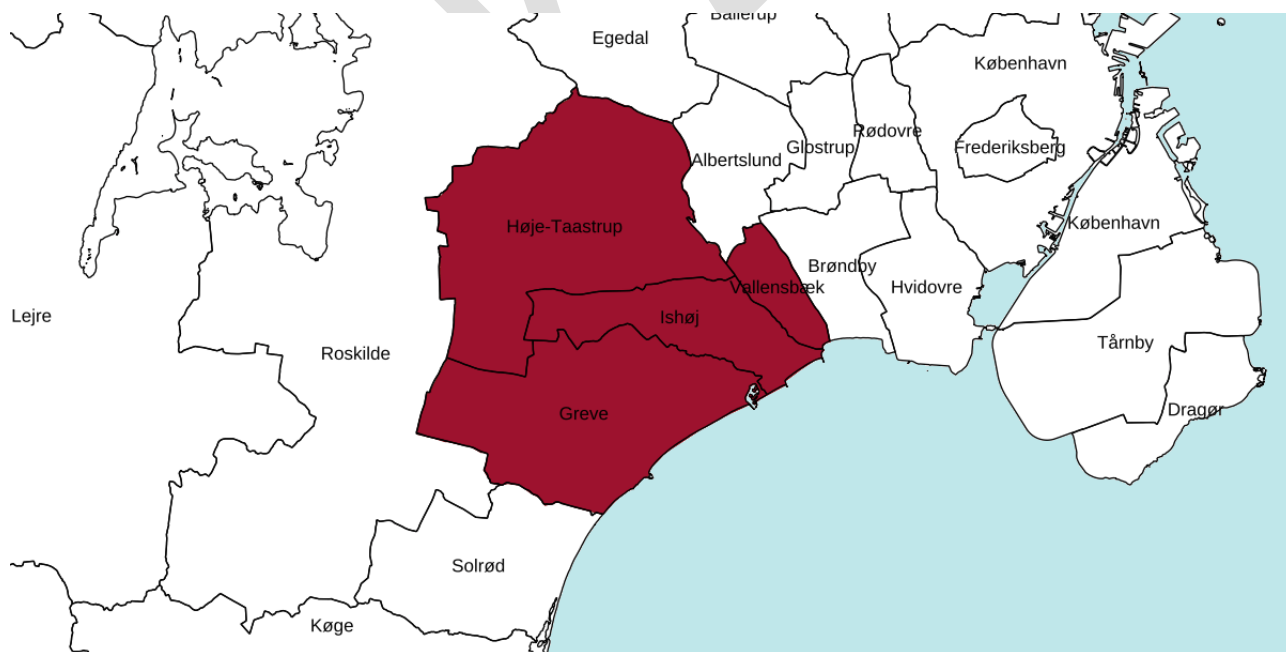 Ballerup
Egedal
København
Rødovre
Glostrup
Frederiksberg
Albertslund
København
Høje-Taastrup
Brøndby
Vallensbæk
Hvidovre
Lejre
Ishøj
Tårnby
Roskilde
Greve
Dragør
Solrød
Køge